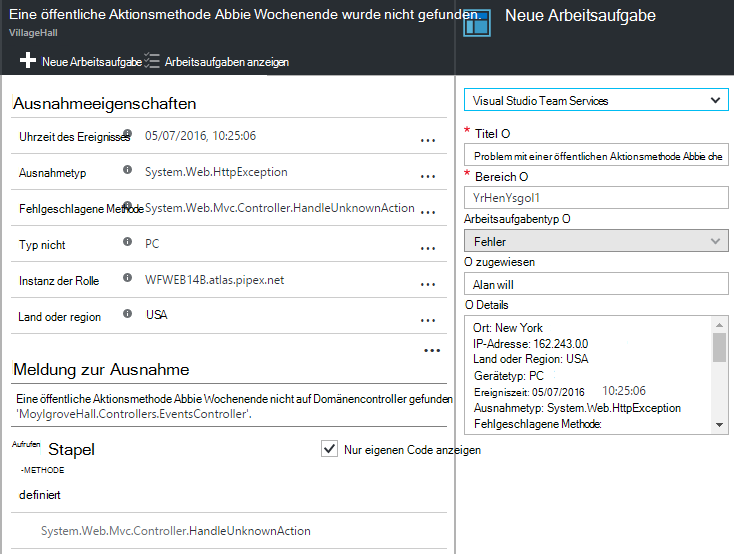 Eine öffentliche Aktionsmethode Abbie Wochenende wurde nicht gefunden.
VillageHall
Neue Arbeitsaufgabe
Arbeitsaufgaben anzeigen
Ausnahmeeigenschaften
Uhrzeit des Ereignisses 05/07/2016, 10:25:06 ...
Ausnahmetyp System.Web.HttpException ...
Fehlgeschlagene Methode System.Web.Mvc.Controller.HandleUnknownAction ...
Typ nicht PC ...
Instanz der Rolle WFWEB14B.atlas.pipex.net ...
Land oder region USA ...
...
Meldung zur Ausnahme
Eine öffentliche Aktionsmethode Abbie Wochenende nicht auf Domänencontroller gefunden
'MoylgroveHall.Controllers.EventsController'.
Aufrufen Stapel
Nur eigenen Code anzeigen
-METHODE
definiert
System.Web.Mvc.Controller.HandleUnknownAction
Neue Arbeitsaufgabe
Visual Studio Team Services
* Titel O
Problem mit einer öffentlichen Aktionsmethode Abbie che
* Bereich O
YrHenYsgol1
Arbeitsaufgabentyp O
Fehler
O zugewiesen
Alan will
O Details
Ort: New York
IP-Adresse: 162.243.0.0
Land oder Region: USA
Gerätetyp: PC
Ereigniszeit: 05/07/2016 10:25:06
Ausnahmetyp: System.Web.HttpException
Fehlgeschlagene Methode: